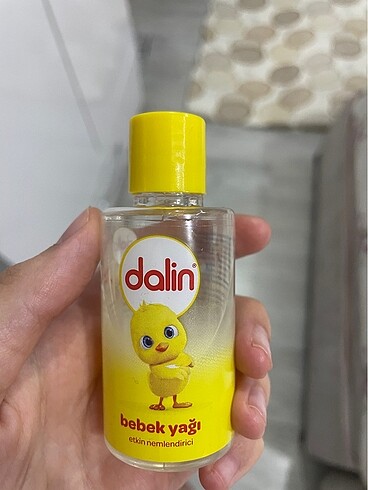 dalin®
bebek yağı
etkin nemlendirici